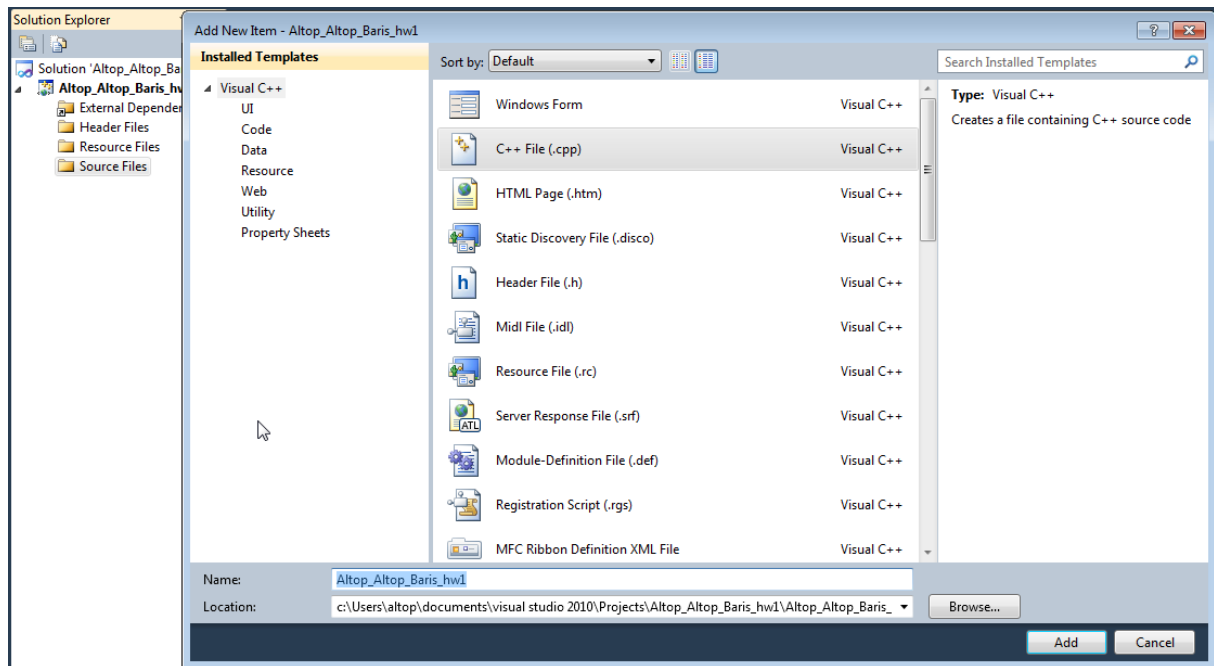 Solution Explorer
Solution 'Altop_Altop_Ba
Altop_Altop_Baris_hw
External Depender
Header Files
Resource Files
Source Files
Add New Item - Altop_Altop_Baris_hw1
Installed Templates
Visual C++
UI
Code
Data
Resource
Web
Utility
Property Sheets
Sort by: Default
Windows Form Visual C++
C++ File (.cpp) Visual C++
HTML Page (.htm) Visual C++
Static Discovery File (.disco) Visual C++
Header File (.h) Visual C++
Midl File (.idl) Visual C++
Resource File (.rc) Visual C++
ATL
Server Response File (.srf) Visual C++
Module-Definition File (.def) Visual C++
Registration Script (.rgs) Visual C++
MFC Ribbon Definition XML File Visual C++
Search Installed Templates
Type: Visual C++
Creates a file containing C++ source code
Name: Altop_Altop_Baris_hw1
Location: c:\Users\altop\documents\visual studio 2010\Projects\Altop_Altop_Baris_hw1\Altop_Altop_Baris_
Browse...
Add Cancel